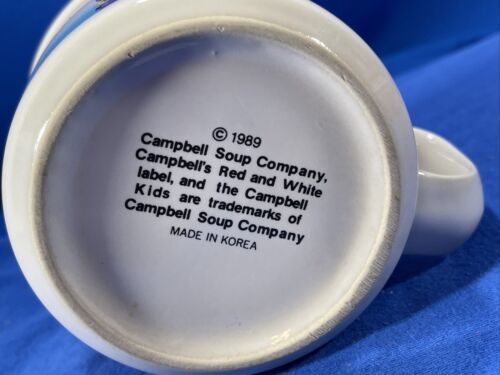 © 1989
Campbell Soup Company,
Campbell's Red and White
label, and the Campbell
Kids are trademarks of
Campbell Soup Company
MADE IN KOREA